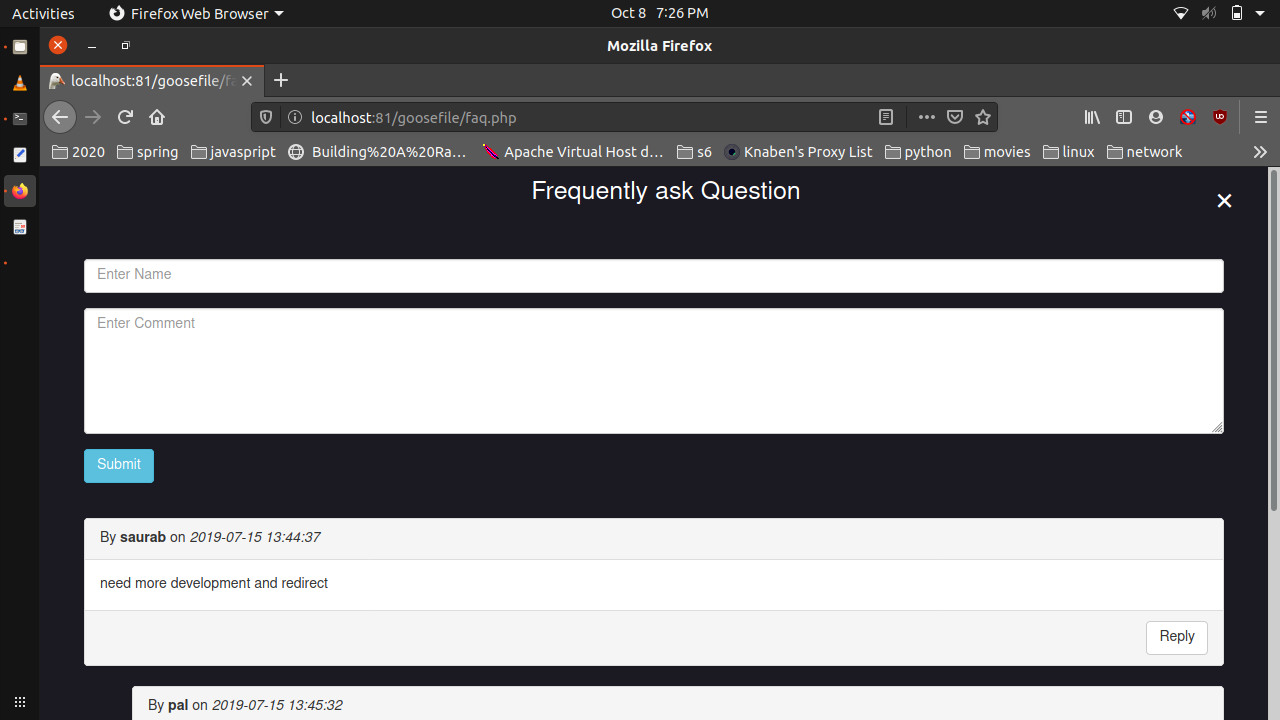 Activities Firefox Web Browser Oct 8 7:26 PM
Mozilla Firefox
localhost:81/goosefile/f
localhost:81/goosefile/faq.php
2020 spring javaspript Building%20A%20Ra… Apache Virtual Host d… s6 Knaben's Proxy List python movies linux network
Frequently ask Question
Enter Name
Enter Comment
Submit
By saurab on 2019-07-15 13:44:37
need more development and redirect
Reply
By pal on 2019-07-15 13:45:32